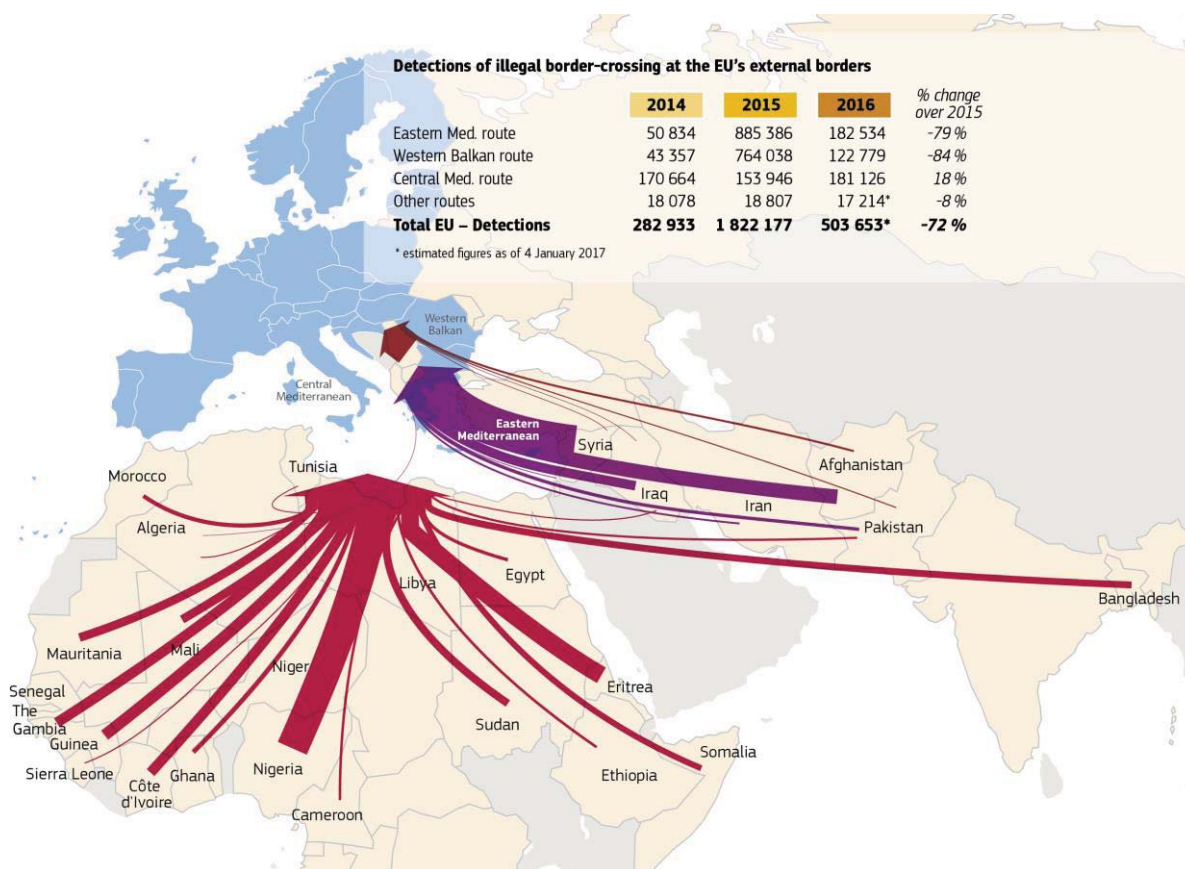 Detections of illegal border-crossing at the EU's external borders
2014 2015 2016 % change over 2015
Eastern Med. route 50 834 885 386 182 534 -79 %
Western Balkan route 43 357 764 038 122 779 -84 %
Central Med. route 170 664 153 946 181 126 18 %
Other routes 18 078 18 807 17 214* -8 %
Total EU – Detections 282 933 1 822 177 503 653* -72 %
* estimated figures as of 4 January 2017
Western
Balkan
Central
Mediterranean
Eastern
Mediterranean
Syria
Afghanistan
Iraq
Iran
Pakistan
Tunisia
Morocco
Algeria
Libya
Egypt
Bangladesh
Mauritania
Mali
Niger
Eritrea
Senegal
The
Gambia
Guinea
Sudan
Somalia
Sierra Leone
Côte
d'Ivoire
Ghana
Nigeria
Ethiopia
Cameroon